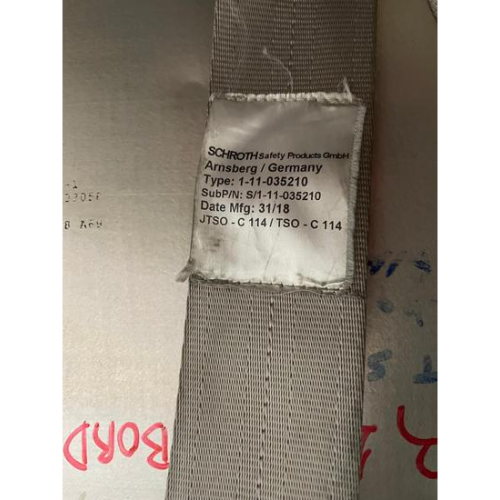 SCHROTH Safety Products GmbH
Arnsberg / Germany
Type: 1-11-035210
SubP/N: S/1-11-035210
Date Mfg: 31/18
JTSO - C 114 / TSO - C 114
BORD